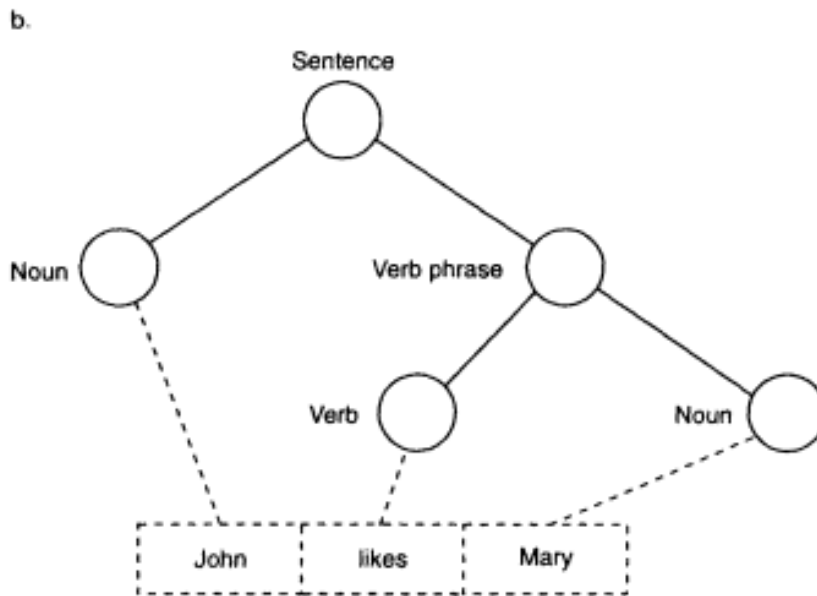 b.
Sentence
Noun
Verb phrase
Verb
Noun
John
likes
Mary